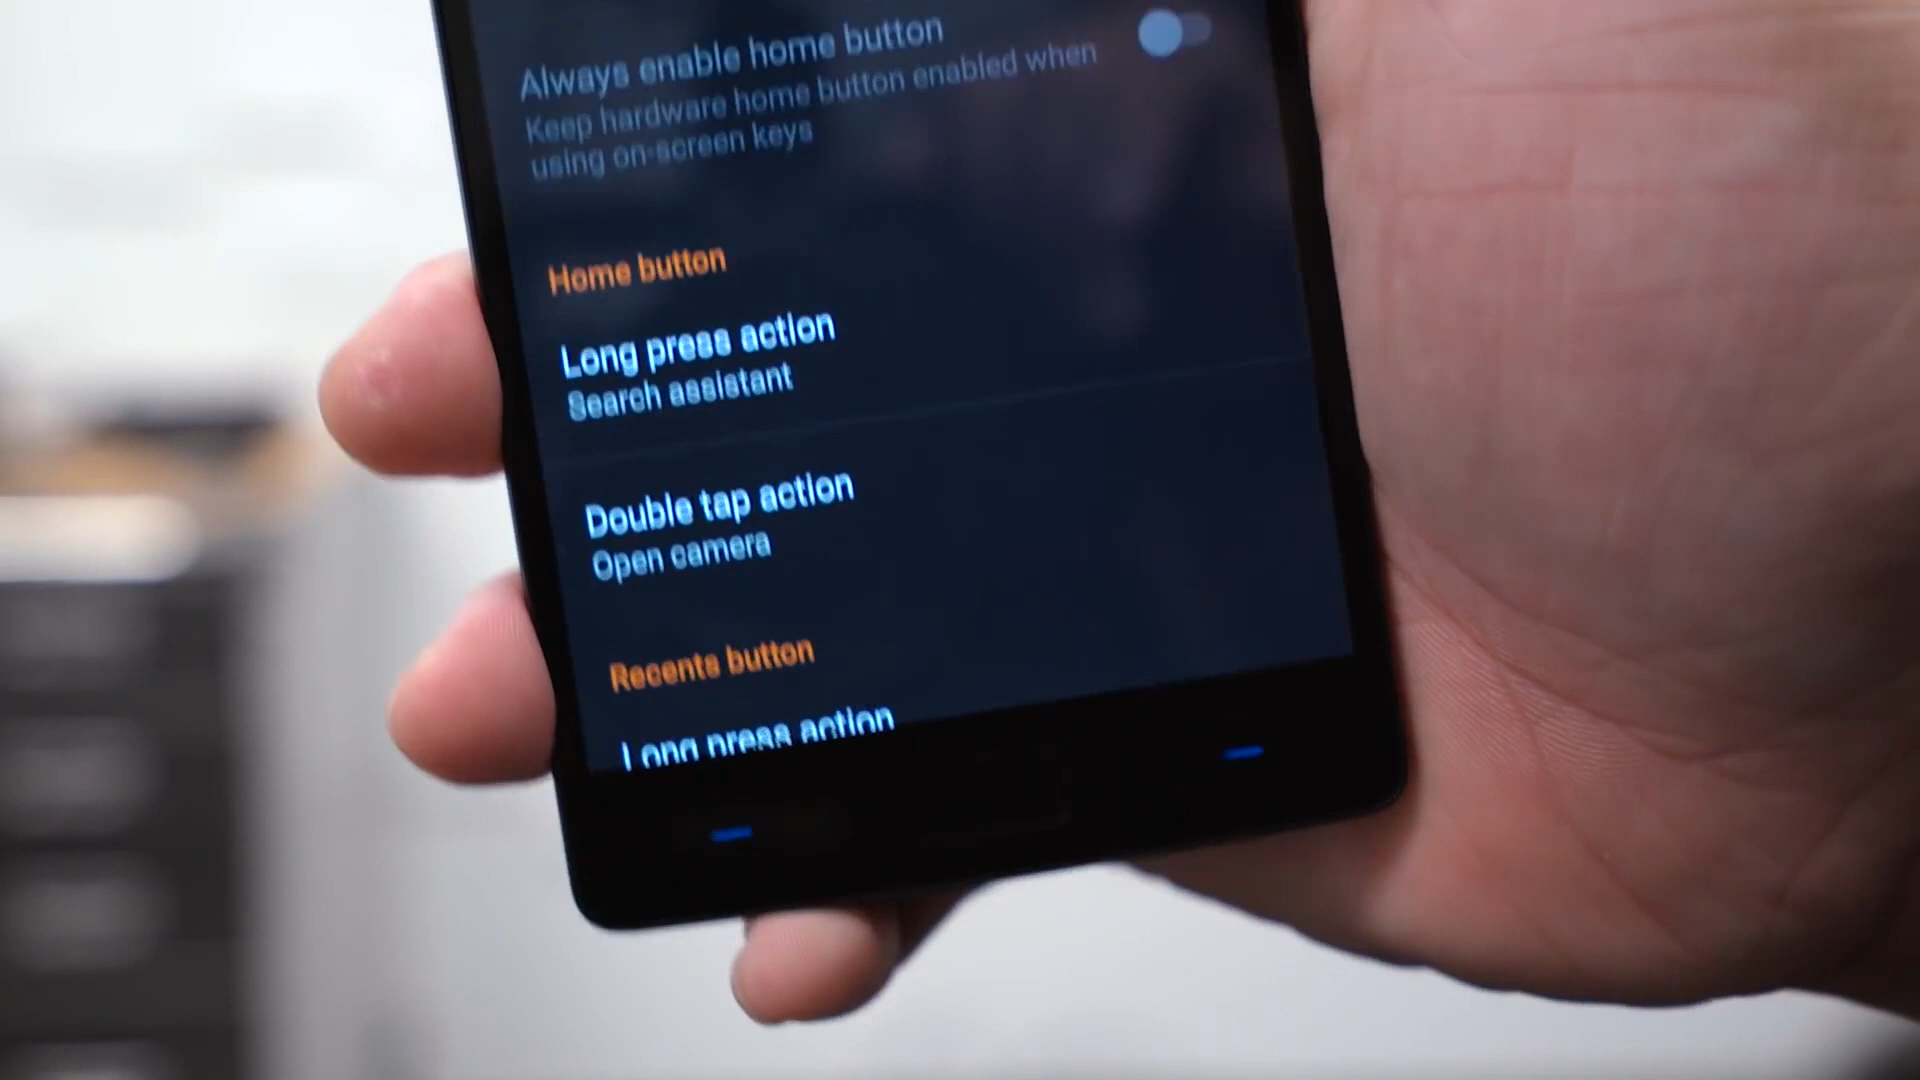 Always enable home button
Keep hardware home button enabled when
using on-screen keys
Home button
Long press action
Search assistant
Double tap action
Open camera
Recents button
Long press action